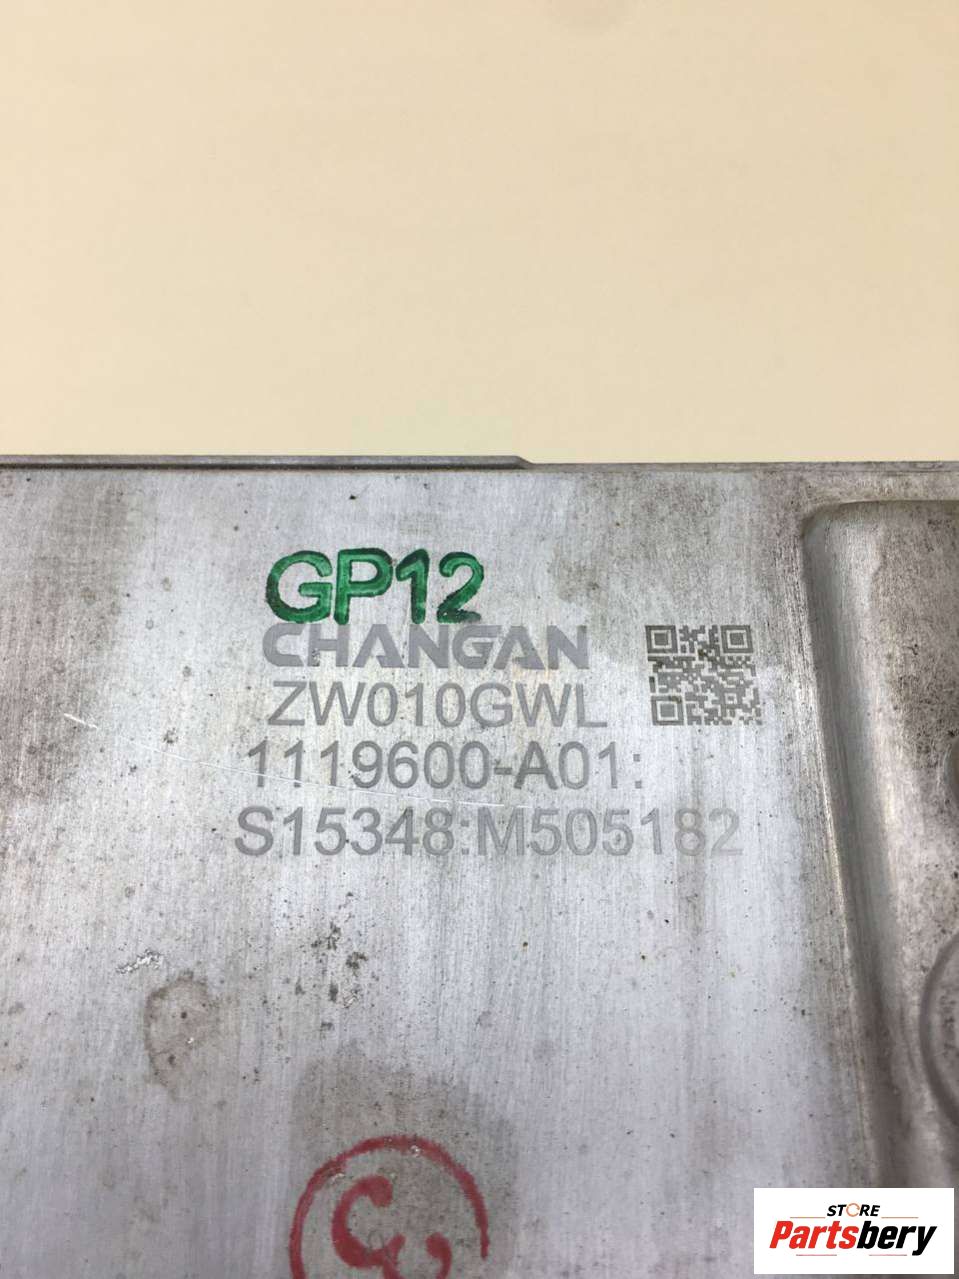 GP12
CHANGAN
ZW010GWL
1119600-A01:
S15348:M505182
STORE
Partsbery